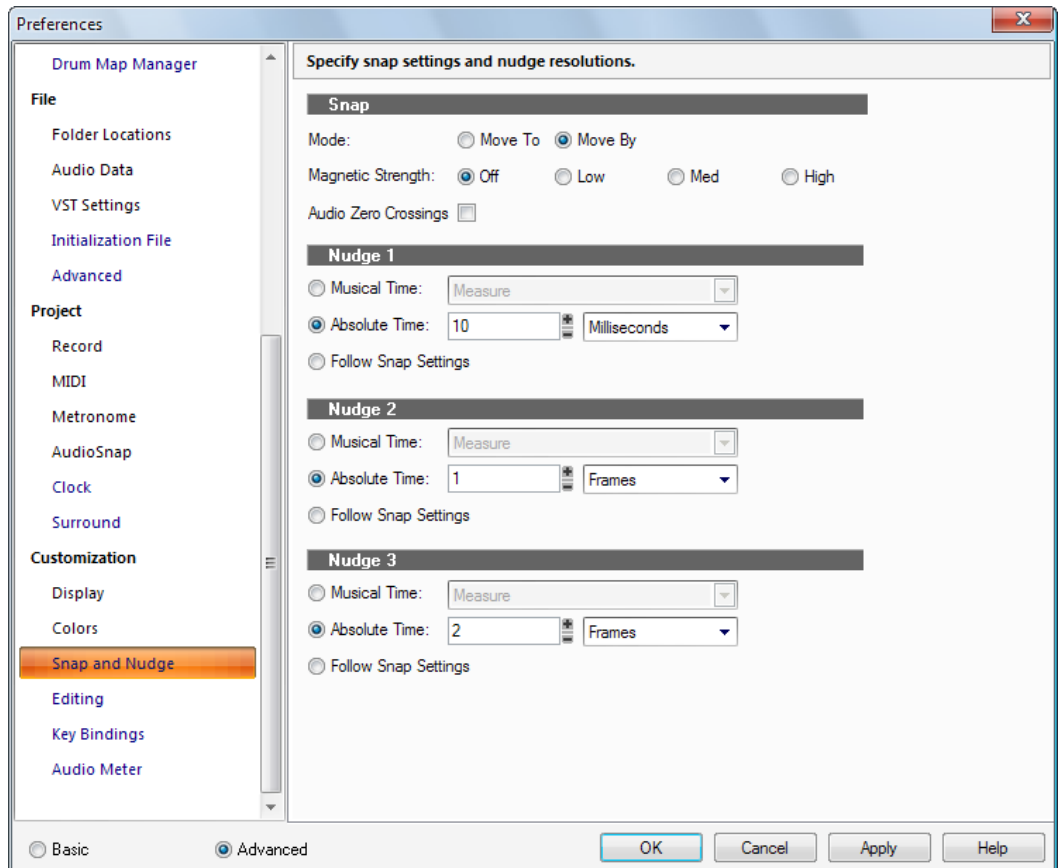 Preferences
X
Drum Map Manager
File
Folder Locations
Audio Data
VST Settings
Initialization File
Advanced
Project
Record
MIDI
Metronome
AudioSnap
Clock
Surround
Customization
Display
Colors
Snap and Nudge
Editing
Key Bindings
Audio Meter
Basic Advanced
Specify snap settings and nudge resolutions.
Snap
Mode: Move To Move By
Magnetic Strength: Off Low Med High
Audio Zero Crossings
Nudge 1
Musical Time: Measure
Absolute Time: 10 Milliseconds
Follow Snap Settings
Nudge 2
Musical Time: Measure
Absolute Time: 1 Frames
Follow Snap Settings
Nudge 3
Musical Time: Measure
Absolute Time: 2 Frames
Follow Snap Settings
OK Cancel Apply Help